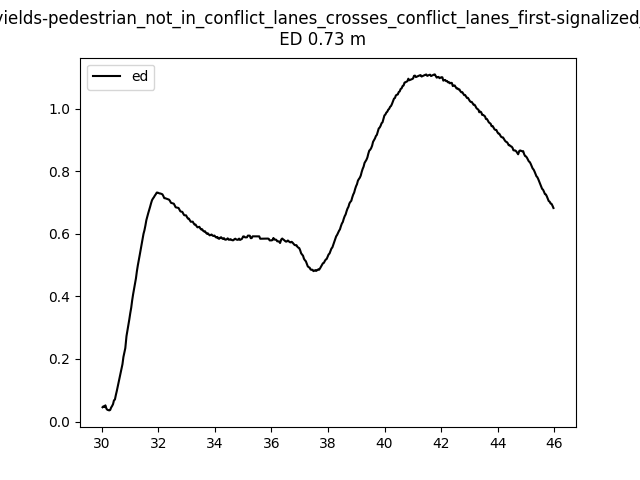 yields-pedestrian_not_in_conflict_lanes_crosses_conflict_lanes_first-signalized_
ED 0.73 m
ed
1.0
0.8
0.6
0.4
0.2
0.0
30 32 34 36 38 40 42 44 46